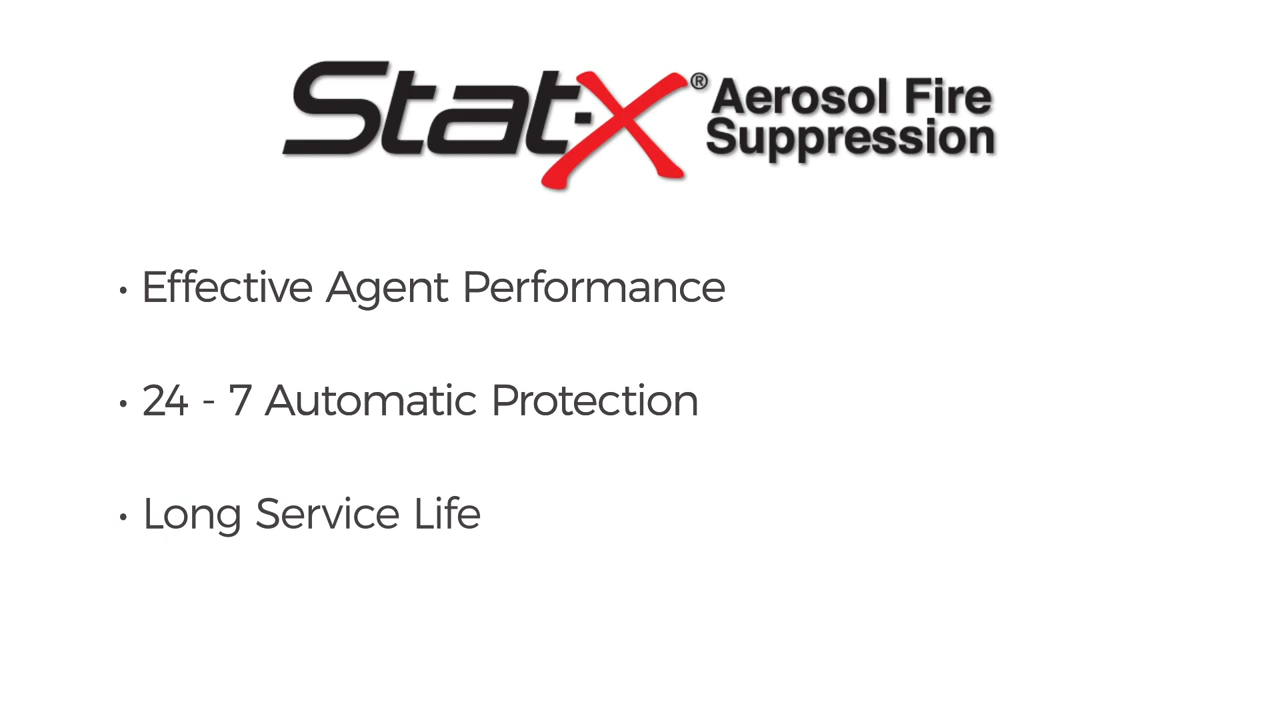 Stat-X® Aerosol Fire
Suppression
• Effective Agent Performance
• 24 - 7 Automatic Protection
• Long Service Life